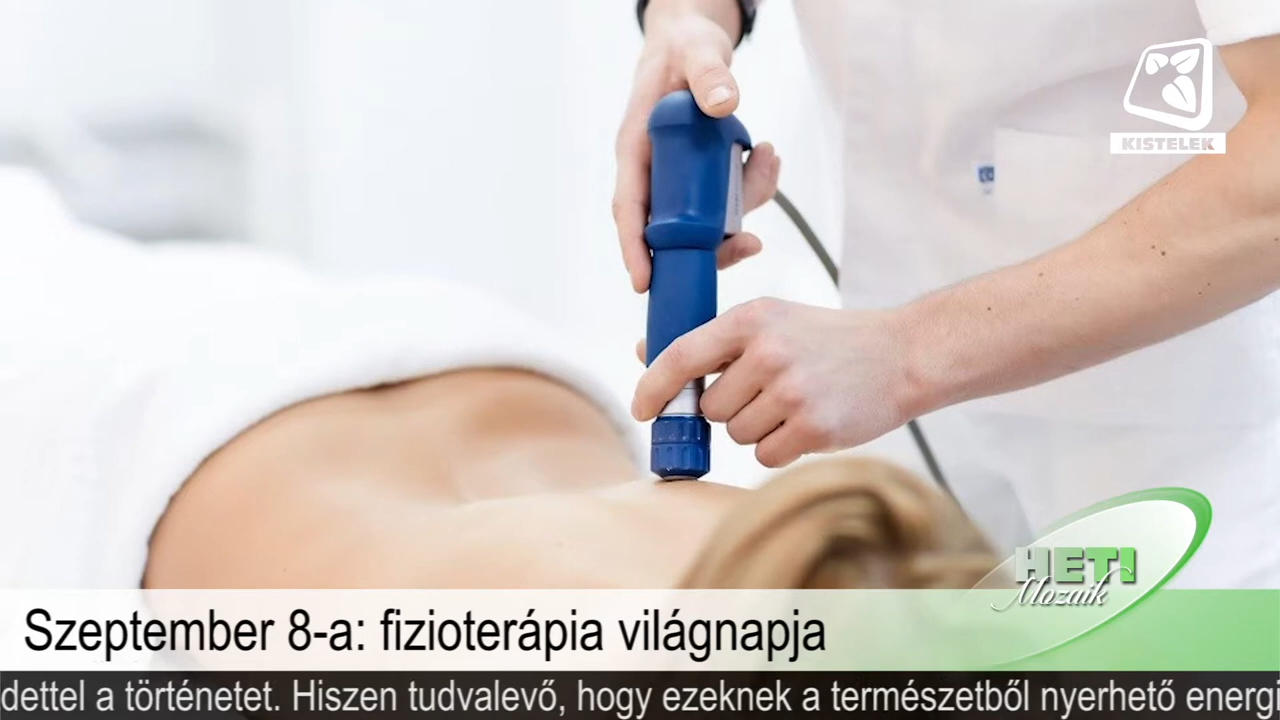 KISTELEK
HETI
Mozaik
Szeptember 8-a: fizioterápia világnapja
dettel a történetet. Hiszen tudvalevő, hogy ezeknek a természetből nyerhető energi